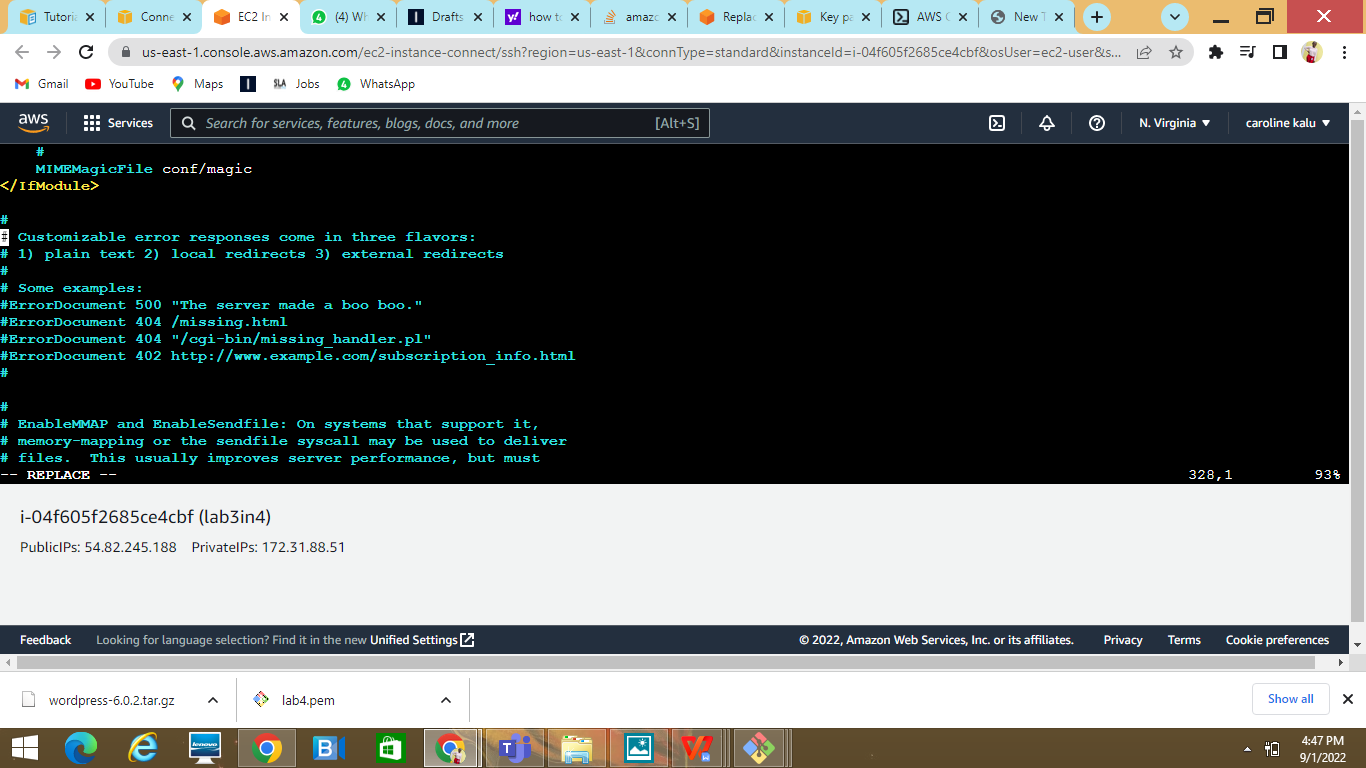 Tutoria
Conne
EC2 In
(4) Wh
Drafts
how to
amazo
Replac
Key pa
AWS C
New T
us-east-1.console.aws.amazon.com/ec2-instance-connect/ssh?region=us-east-1&connType=standard&instanceId=i-04f605f2685ce4cbf&osUser=ec2-user&s...
Gmail
YouTube
Maps
SLA Jobs
WhatsApp
aws
Services
Search for services, features, blogs, docs, and more
[Alt+S]
N. Virginia
caroline kalu
#
MIMEMagicFile conf/magic
</IfModule>
#
# Customizable error responses come in three flavors:
# 1) plain text 2) local redirects 3) external redirects
#
# Some examples:
#ErrorDocument 500 "The server made a boo boo."
#ErrorDocument 404 /missing.html
#ErrorDocument 404 "/cgi-bin/missing_handler.pl"
#ErrorDocument 402 http://www.example.com/subscription_info.html
#
#
# EnableMMAP and EnableSendfile: On systems that support it,
# memory-mapping or the sendfile syscall may be used to deliver
# files.  This usually improves server performance, but must
-- REPLACE --
328,1
93%
i-04f605f2685ce4cbf (lab3in4)
PublicIPs: 54.82.245.188 PrivateIPs: 172.31.88.51
Feedback
Looking for language selection? Find it in the new Unified Settings
© 2022, Amazon Web Services, Inc. or its affiliates.
Privacy
Terms
Cookie preferences
wordpress-6.0.2.tar.gz
lab4.pem
Show all
lenovo
4:47 PM
9/1/2022